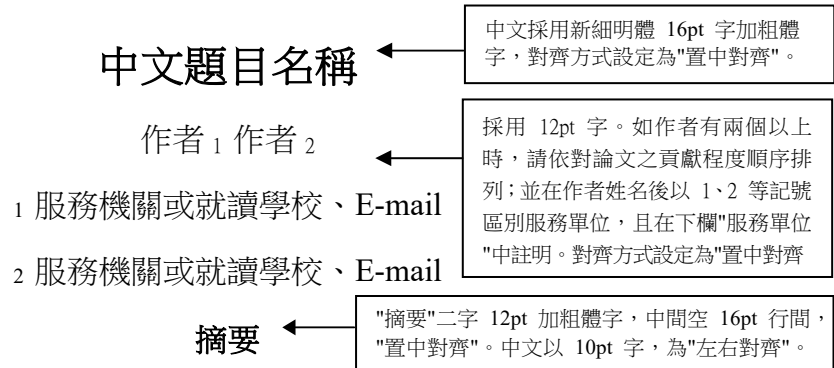 中文採用新細明體 16pt 字加粗體
字，對齊方式設定為"置中對齊"。
中文題目名稱
作者 1 作者 2
採用 12pt 字。如作者有兩個以上
時，請依對論文之貢獻程度順序排
列；並在作者姓名後以 1、2 等記號
區別服務單位，且在下欄"服務單位
"中註明。對齊方式設定為"置中對齊
1 服務機關或就讀學校、E-mail
2 服務機關或就讀學校、E-mail
摘要
"摘要"二字 12pt 加粗體字，中間空 16pt 行間，
"置中對齊"。中文以 10pt 字，為"左右對齊"。